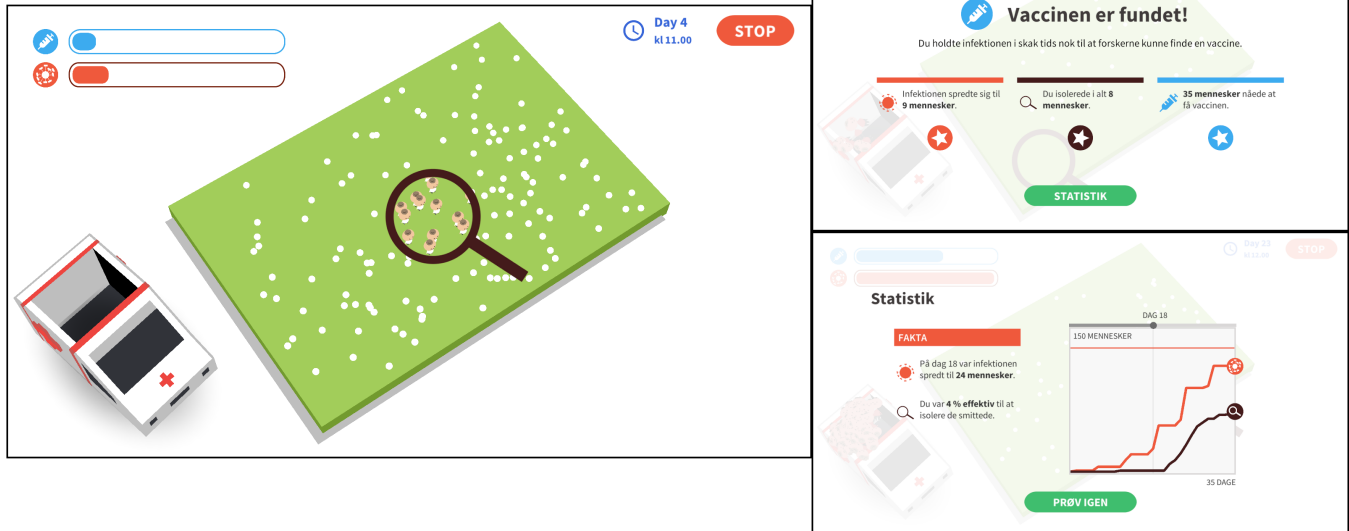 Day 4
kl 11.00
STOP
Vaccinen er fundet!
Du holdte infektionen i skak tids nok til at forskerne kunne finde en vaccine.
Infektionen spredte sig til
9 mennesker.
Du isolerede i alt 8
mennesker.
35 mennesker nåede at
få vaccinen.
STATISTIK
Day 23
kl 11.00
STOP
Statistik
DAG 18
FAKTA
150 MENNESKER
På dag 18 var infektionen
spredt til 24 mennesker.
Du var 4 % effektiv til at
isolere de smittede.
35 DAGE
PRØV IGEN